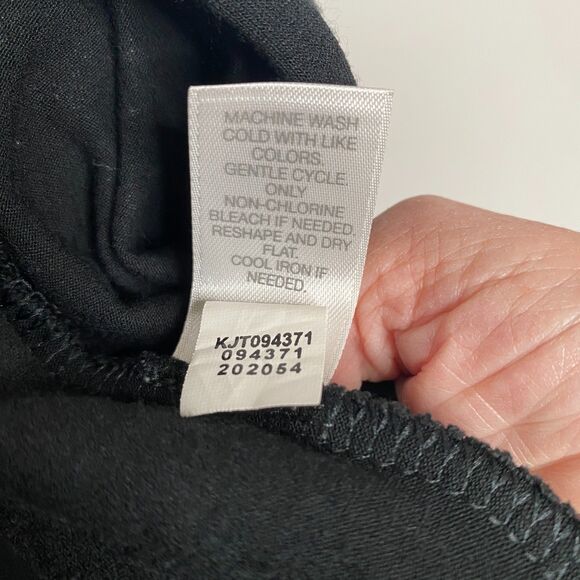 MACHINE WASH
COLD WITH LIKE
COLORS.
GENTLE CYCLE.
ONLY
NON-CHLORINE
BLEACH IF NEEDED.
RESHAPE AND DRY
FLAT.
COOL IRON IF
NEEDED.
KJT094371
094371
202054